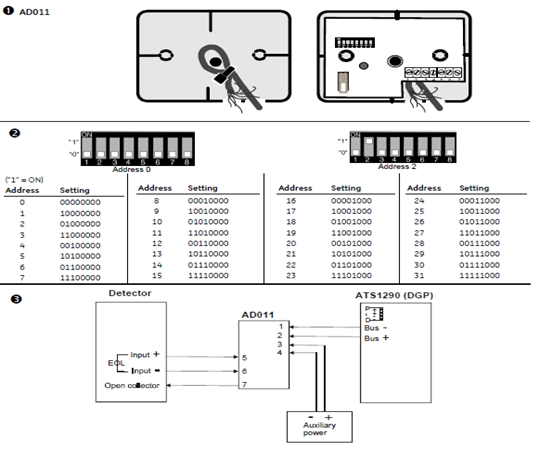 ❶ AD011
❷
ON
"1"
"0"
1 2 3 4 5 6 7 8
Address 0
ON
"1"
"0"
1 2 3 4 5 6 7 8
Address 2
("1" = ON)
Address Setting
0 00000000
1 10000000
2 01000000
3 11000000
4 00100000
5 10100000
6 01100000
7 11100000
Address Setting
8 00010000
9 10010000
10 01010000
11 11010000
12 00110000
13 10110000
14 01110000
15 11110000
Address Setting
16 00001000
17 10001000
18 01001000
19 11001000
20 00101000
21 10101000
22 01101000
23 11101000
Address Setting
24 00011000
25 10011000
26 01011000
27 11011000
28 00111000
29 10111000
30 01111000
31 11111000
❸
Detector
AD011
ATS1290 (DGP)
1
2
3
4
5
6
7
Bus -
Bus +
EOL
Input +
Input -
Open collector
- +
Auxiliary
power